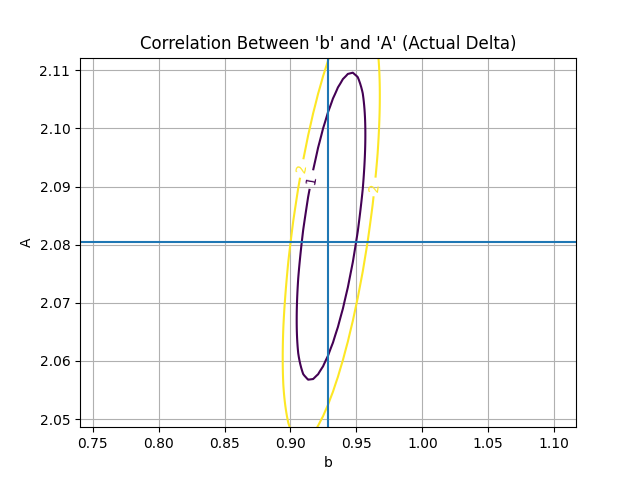 Correlation Between 'b' and 'A' (Actual Delta)
2.11
2.10
2.09
2.08
2.07
2.06
2.05
A
2
1
2
0.75 0.80 0.85 0.90 0.95 1.00 1.05 1.10
b